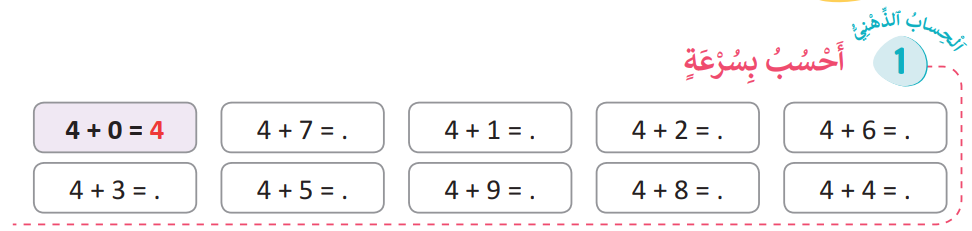 اَلْحِسابُ ٱلذِّهْنِيُّ
1
أَحْسُبُ بِسُرْعَةٍ
4 + 0 = 4 4 + 7 = . 4 + 1 = . 4 + 2 = . 4 + 6 = .
4 + 3 = . 4 + 5 = . 4 + 9 = . 4 + 8 = . 4 + 4 = .